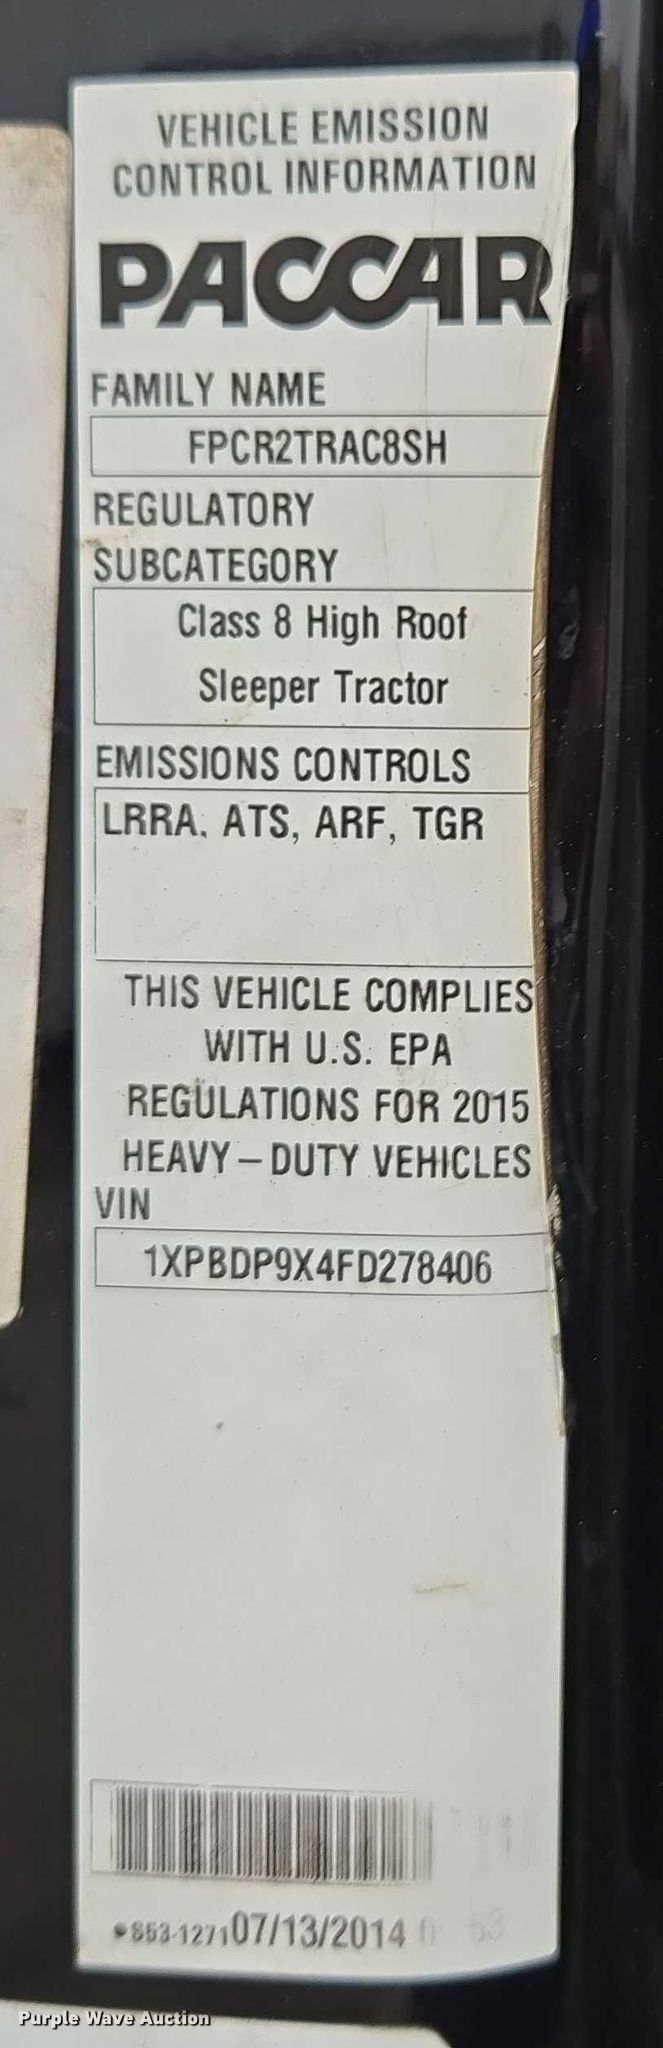 VEHICLE EMISSION
CONTROL INFORMATION
PACCAR
FAMILY NAME
FPCR2TRAC8SH
REGULATORY
SUBCATEGORY
Class 8 High Roof
Sleeper Tractor
EMISSIONS CONTROLS
LRRA, ATS, ARF, TGR
THIS VEHICLE COMPLIES
WITH U.S. EPA
REGULATIONS FOR 2015
HEAVY-DUTY VEHICLES
VIN
1XPBDP9X4FD278406
S53-1271 07/13/2014
Purple Wave Auction